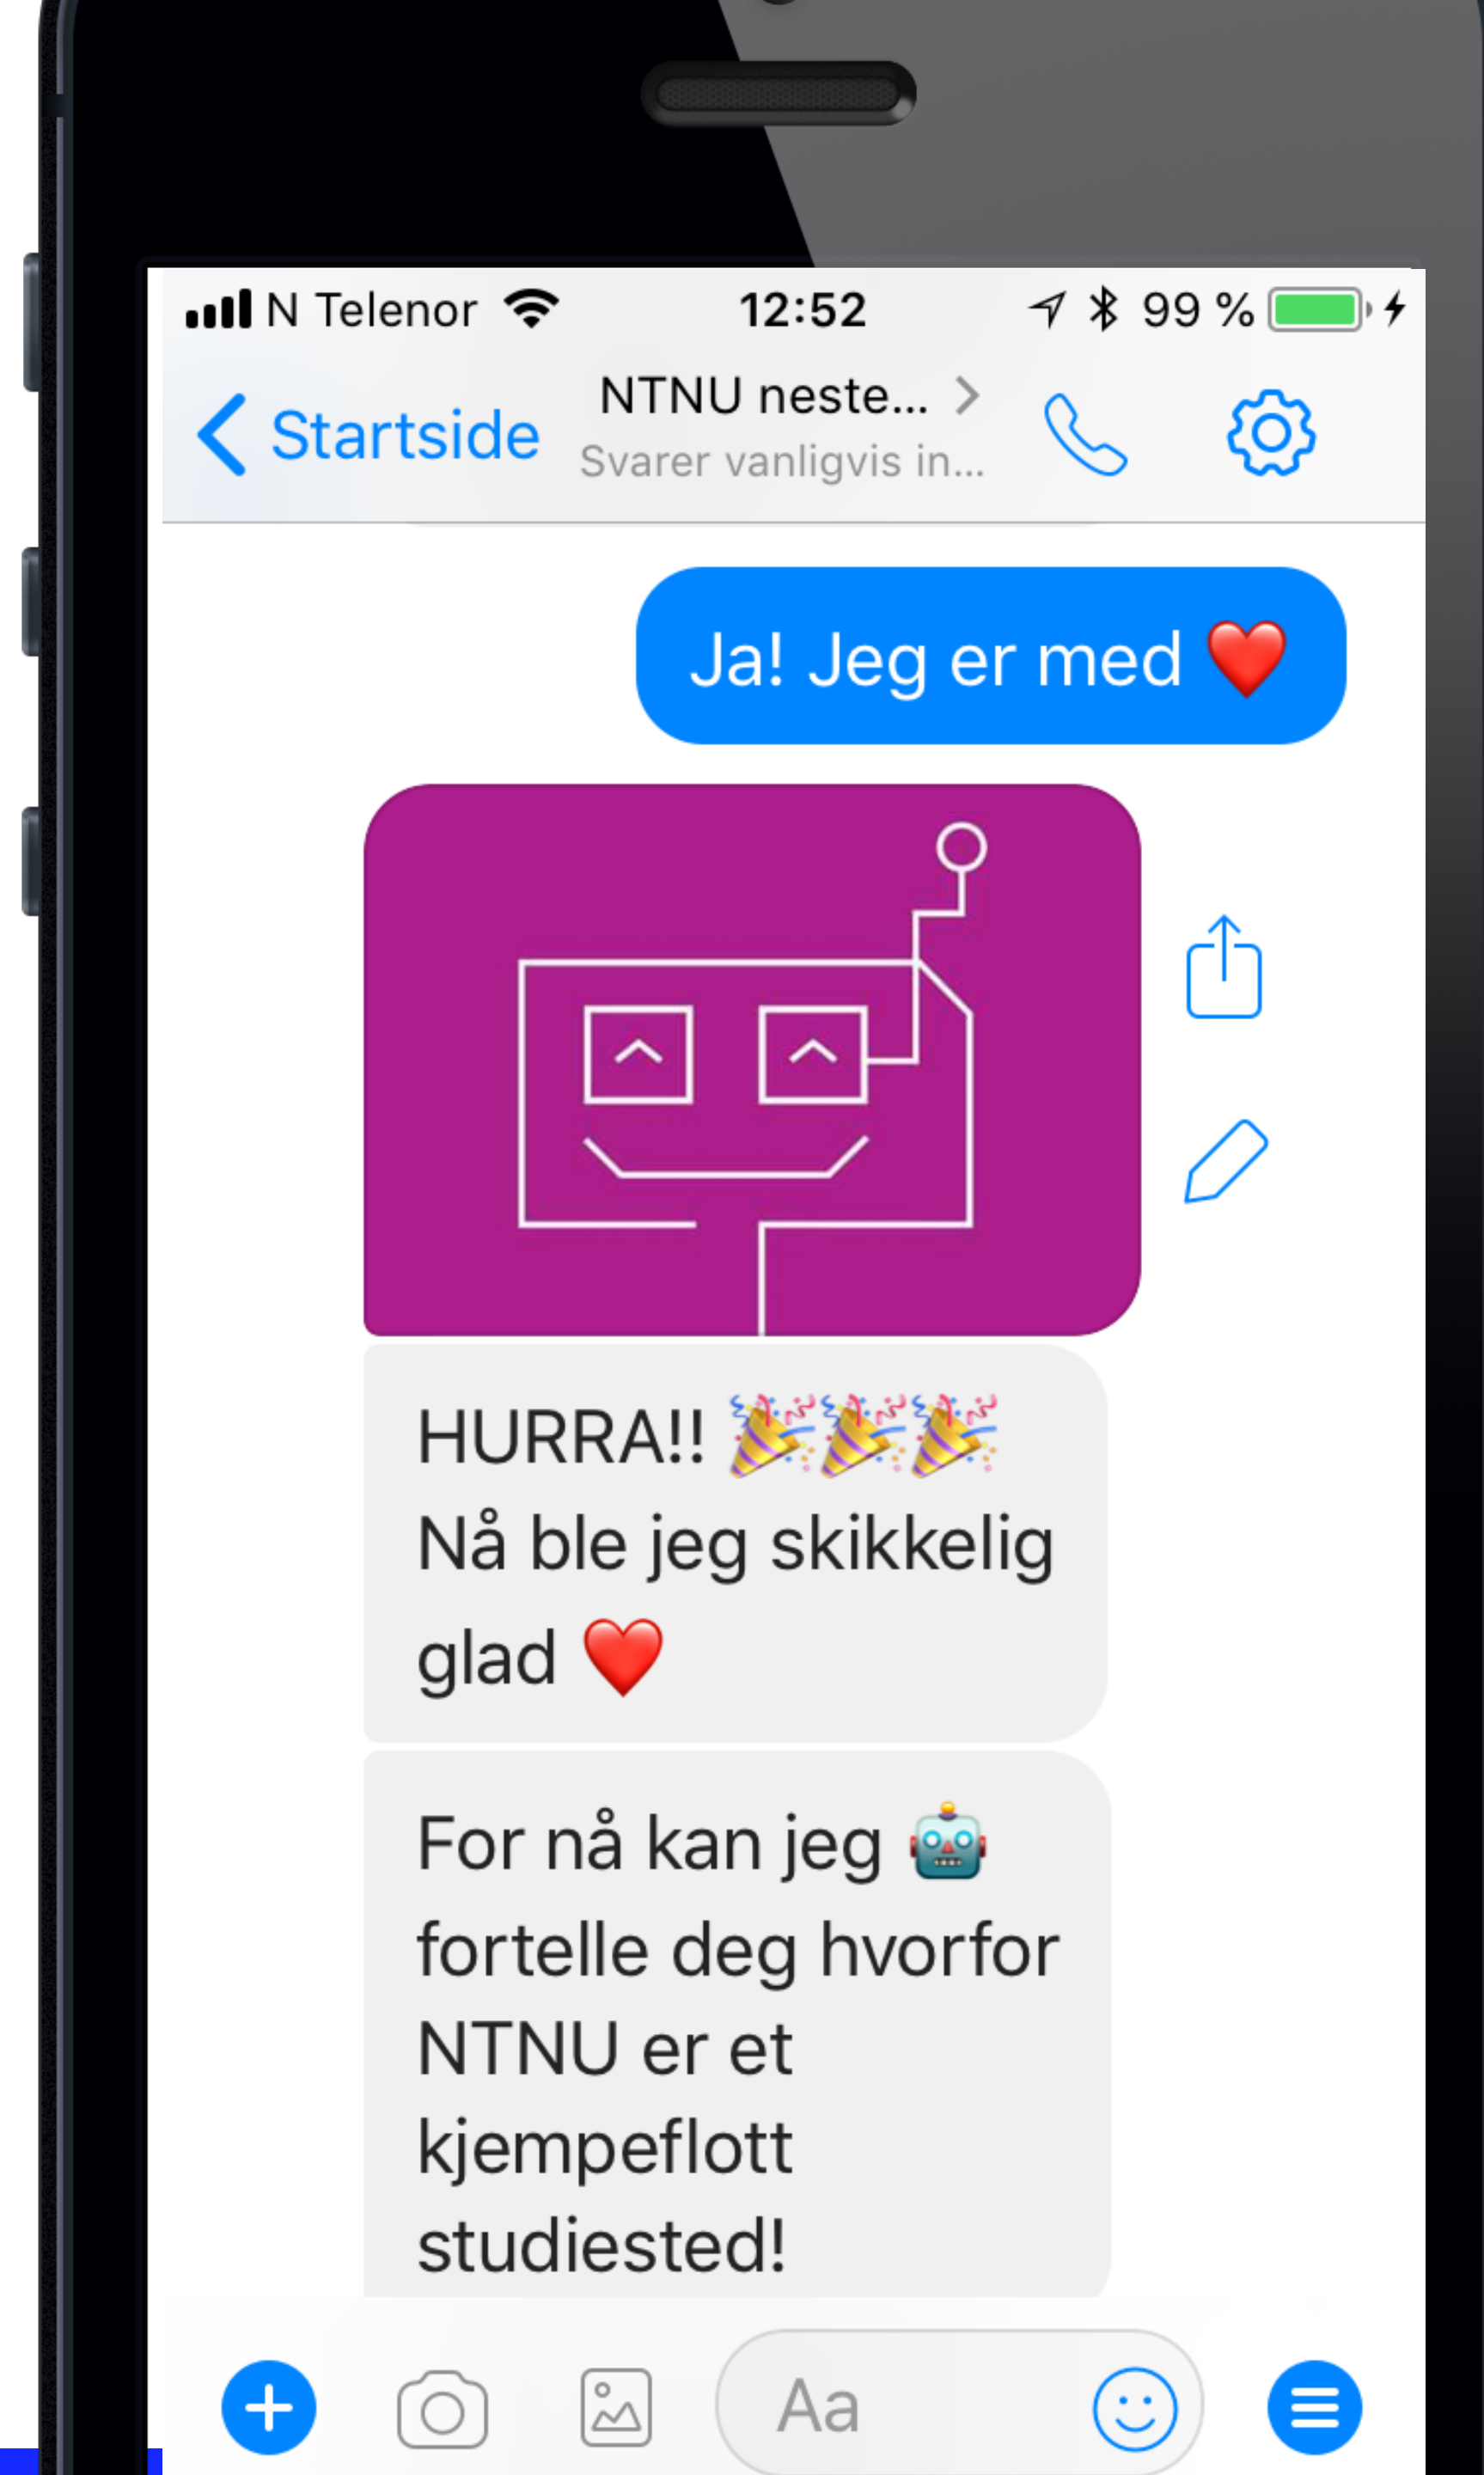 N Telenor 12:52 99 %
Startside NTNU neste...
Svarer vanligvis in...
Ja! Jeg er med ❤️
HURRA!! 🎉🎉🎉
Nå ble jeg skikkelig
glad ❤️
For nå kan jeg 🤖
fortelle deg hvorfor
NTNU er et
kjempeflott
studiested!
Aa